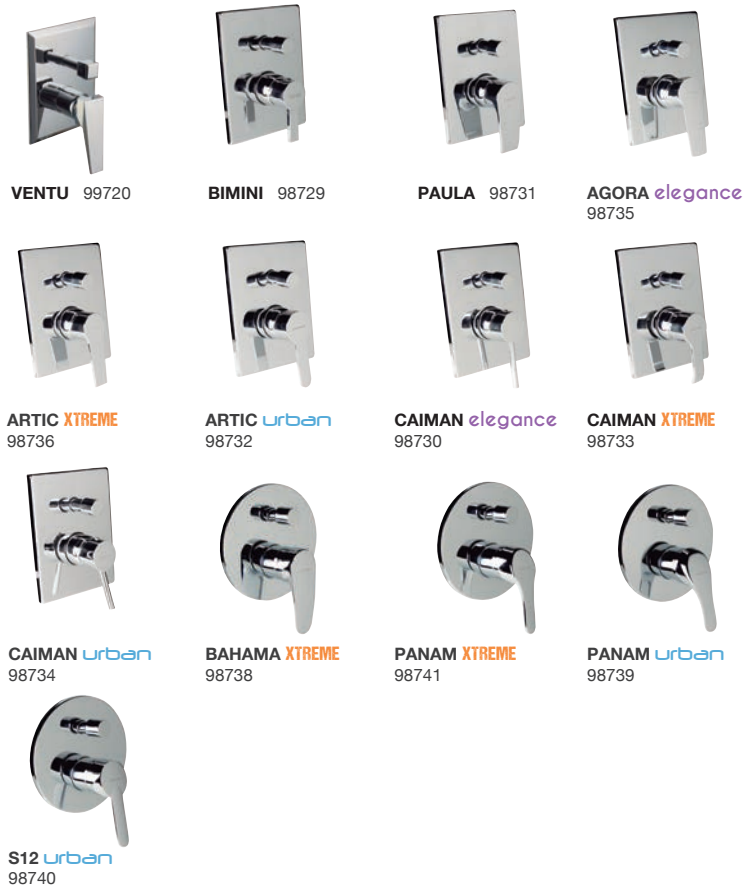 VENTU 99720
BIMINI 98729
PAULA 98731
AGORA elegance
98735
ARTIC XTREME
98736
ARTIC urban
98732
CAIMAN elegance
98730
CAIMAN XTREME
98733
CAIMAN urban
98734
BAHAMA XTREME
98738
PANAM XTREME
98741
PANAM urban
98739
S12 urban
98740